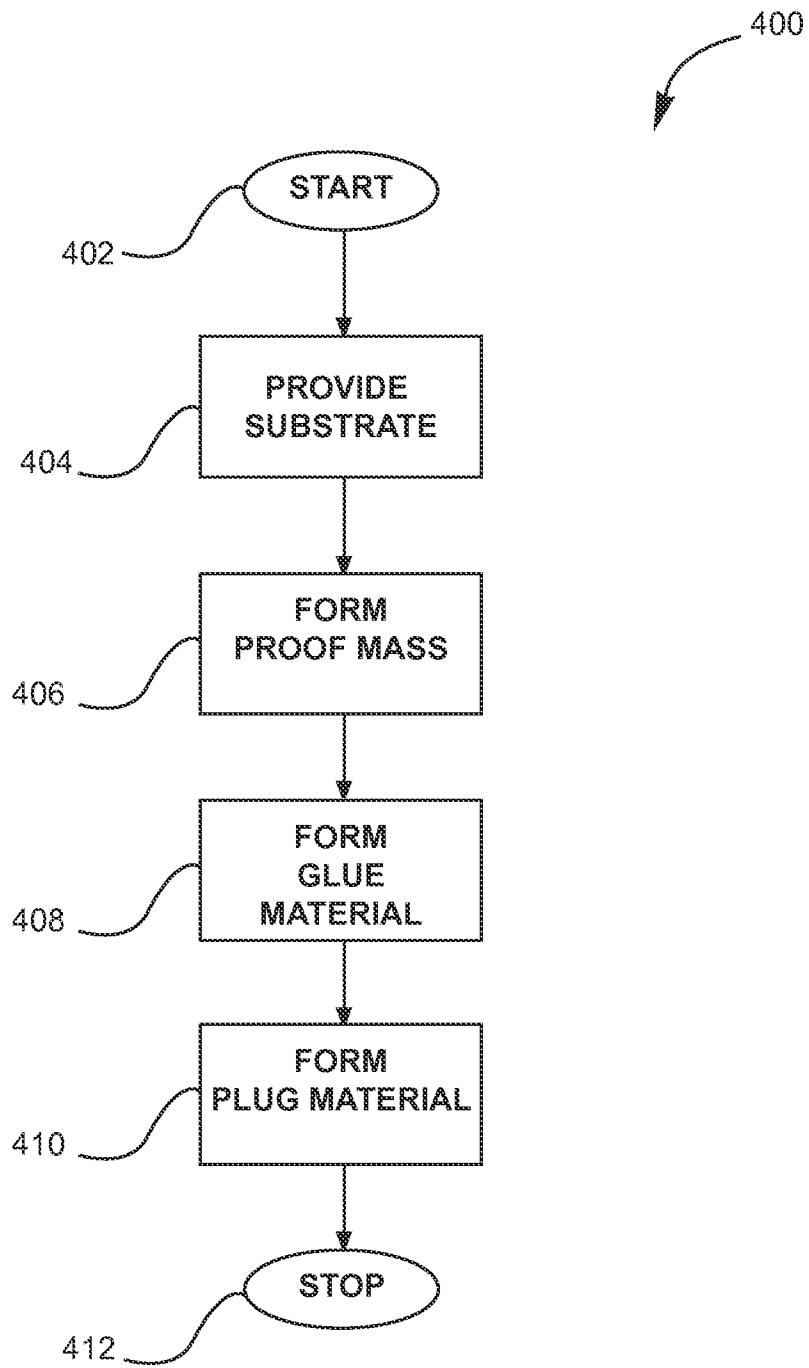 400
START
402
PROVIDE
SUBSTRATE
404
FORM
PROOF MASS
406
FORM
GLUE
MATERIAL
408
FORM
PLUG MATERIAL
410
STOP
412